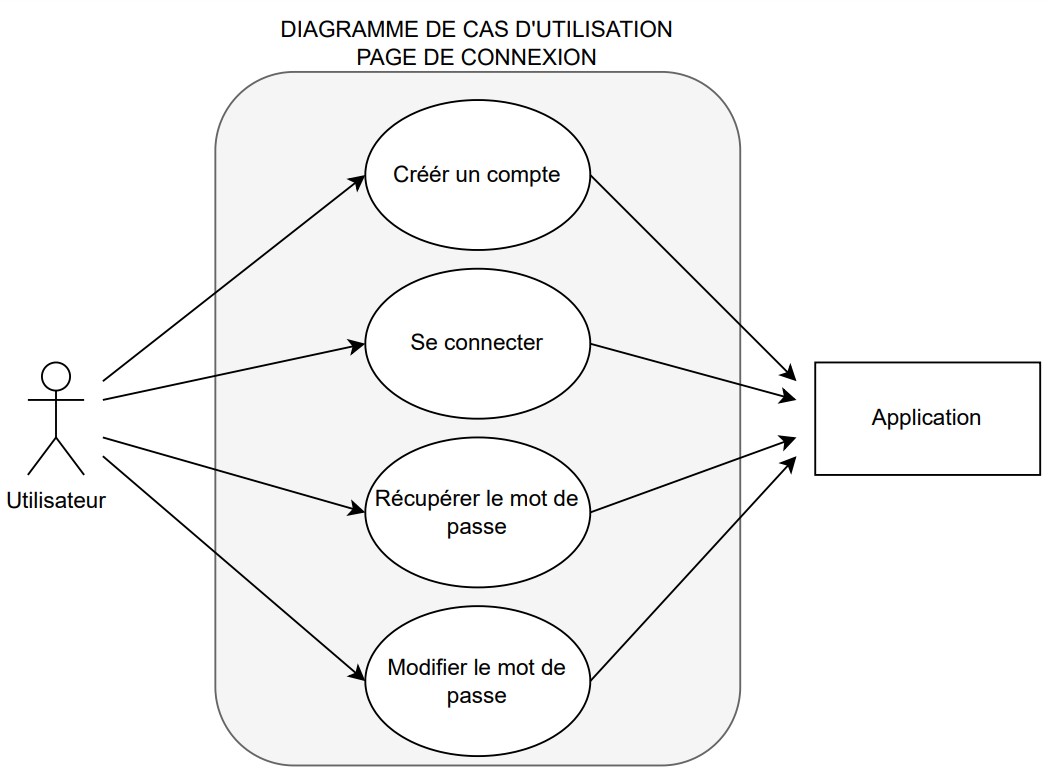 DIAGRAMME DE CAS D'UTILISATION
PAGE DE CONNEXION
Créér un compte
Se connecter
Application
Utilisateur
Récupérer le mot de
passe
Modifier le mot de
passe